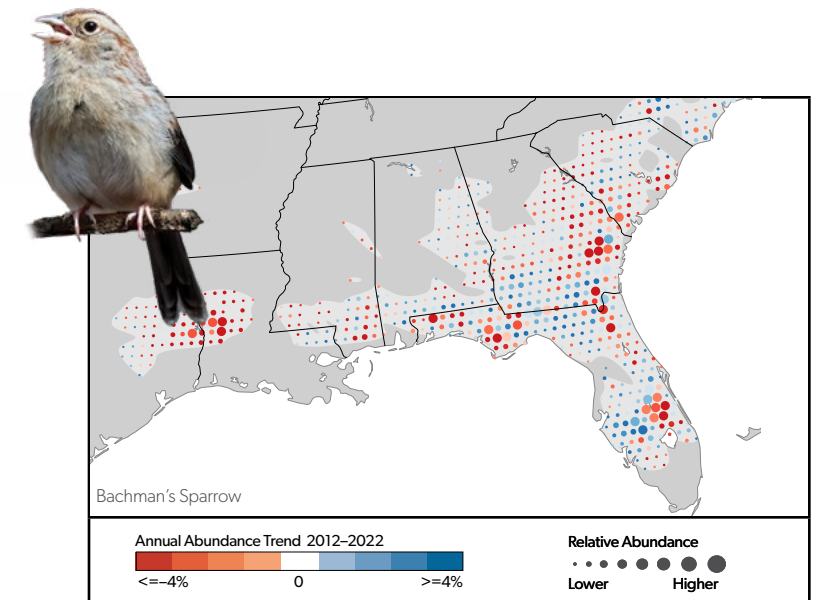 Bachman's Sparrow
Annual Abundance Trend 2012–2022
<=–4% 0 >=4%
Relative Abundance
Lower Higher